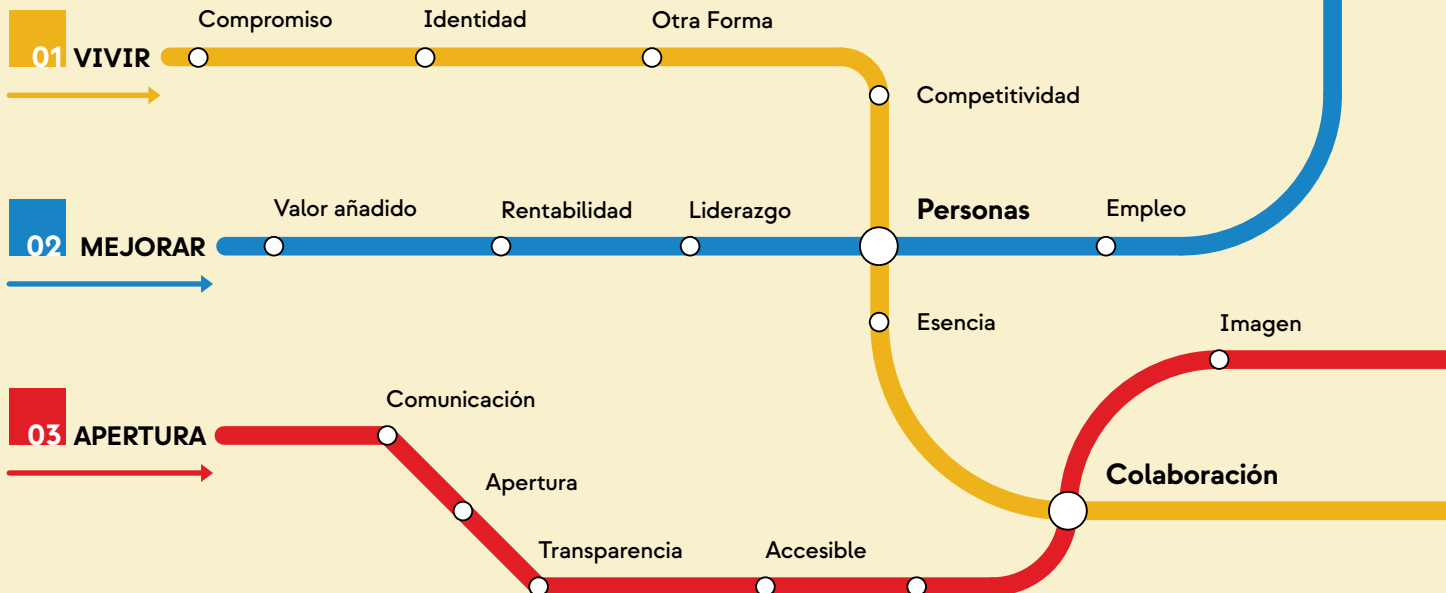 Compromiso
Identidad
Otra Forma
01 VIVIR
Competitividad
Valor añadido
Rentabilidad
Liderazgo
Personas
Empleo
02 MEJORAR
Esencia
Imagen
Comunicación
03 APERTURA
Colaboración
Apertura
Transparencia
Accesible